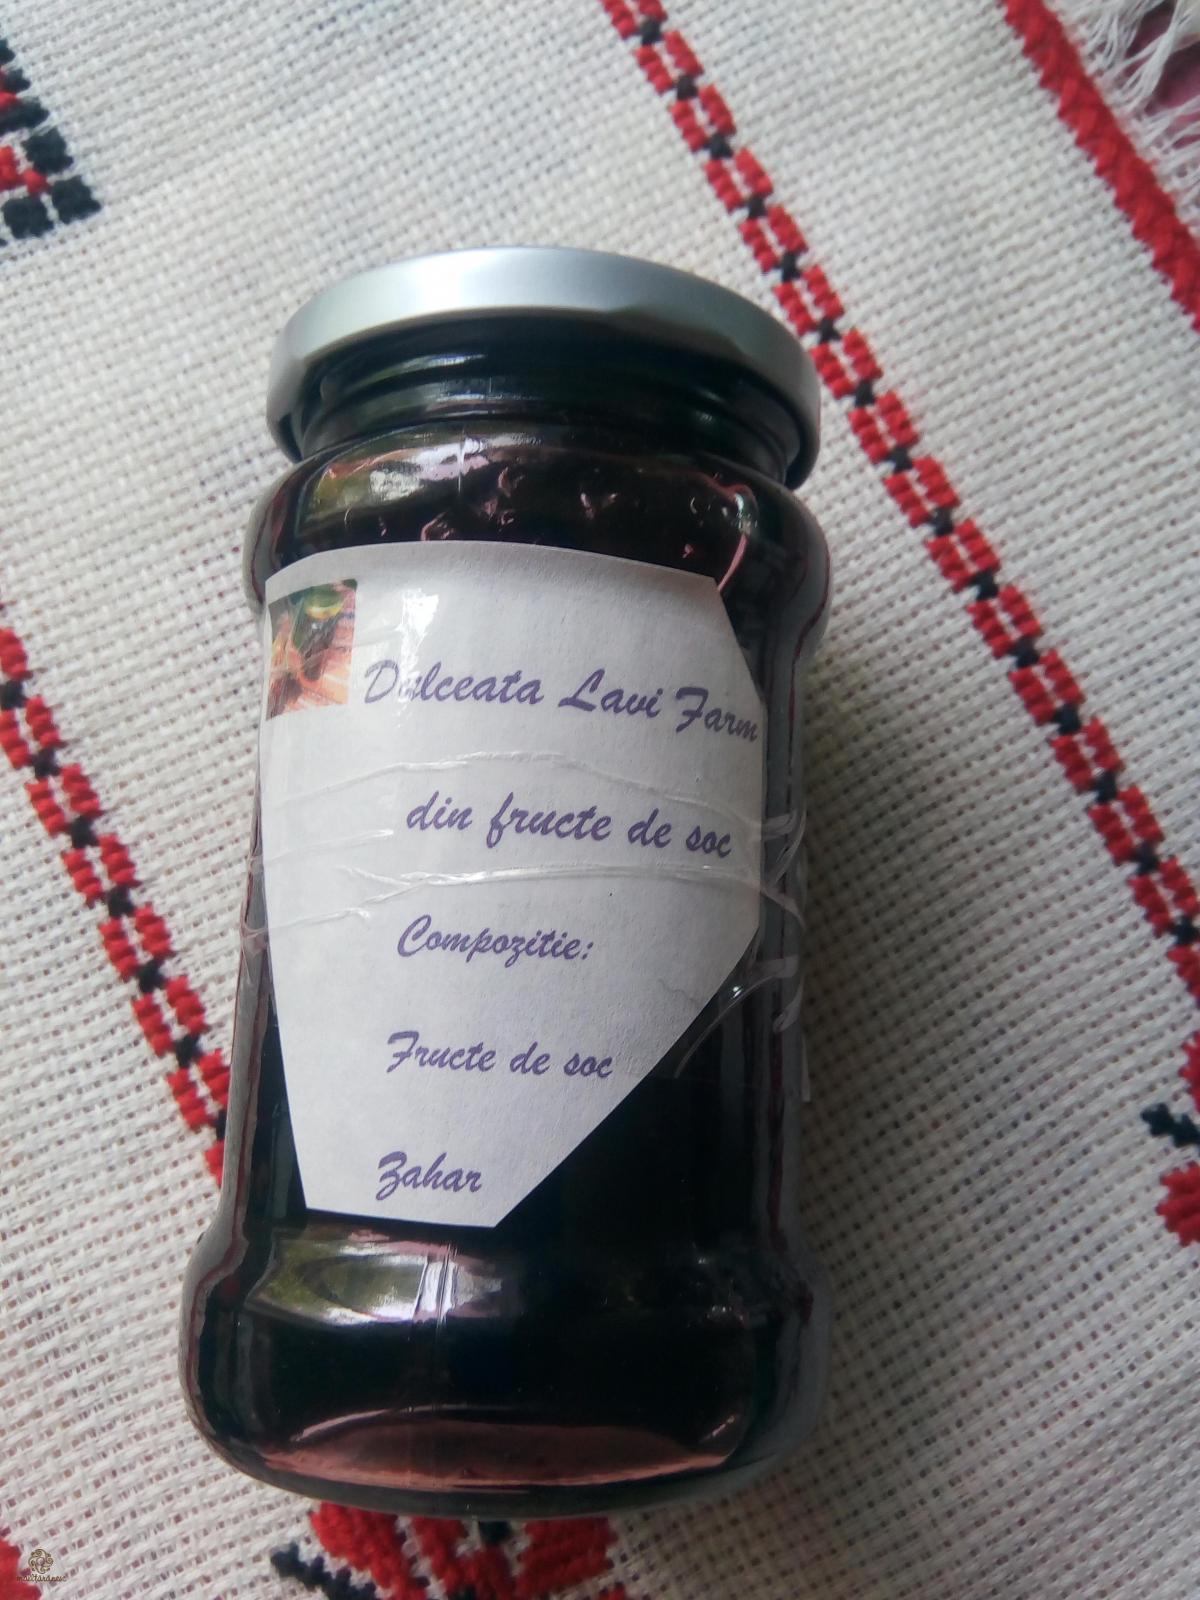 Dulceata Lavi Farm
din fructe de soc
Compozitie:
Fructe de soc
Zahar